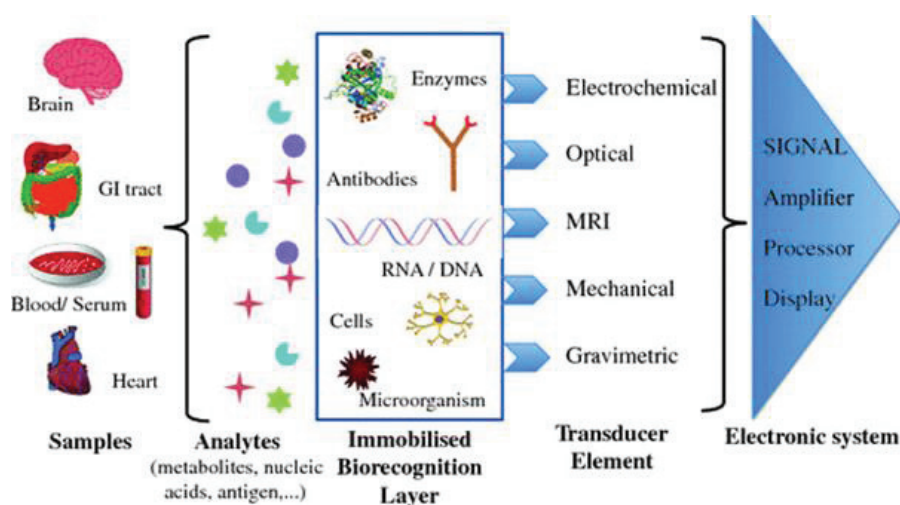 Brain
GI tract
Blood/ Serum
Heart
Samples
Analytes
(metabolites, nucleic
acids, antigen,...)
Enzymes
Antibodies
RNA / DNA
Cells
Microorganism
Immobilised
Biorecognition
Layer
Electrochemical
Optical
MRI
Mechanical
Gravimetric
Transducer
Element
SIGNAL
Amplifier
Processor
Display
Electronic system